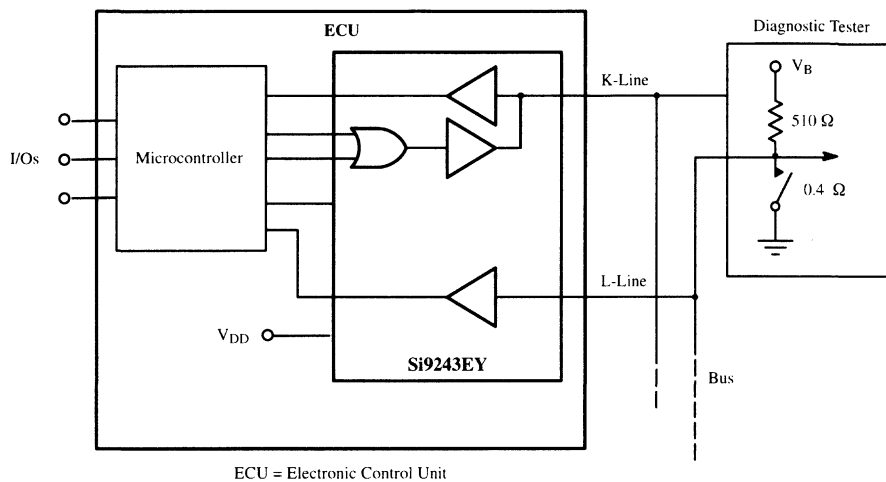 ECU
Diagnostic Tester
K-Line
V_B
510 Ω
I/Os
Microcontroller
0.4 Ω
L-Line
V_DD
Si9243EY
Bus
ECU = Electronic Control Unit